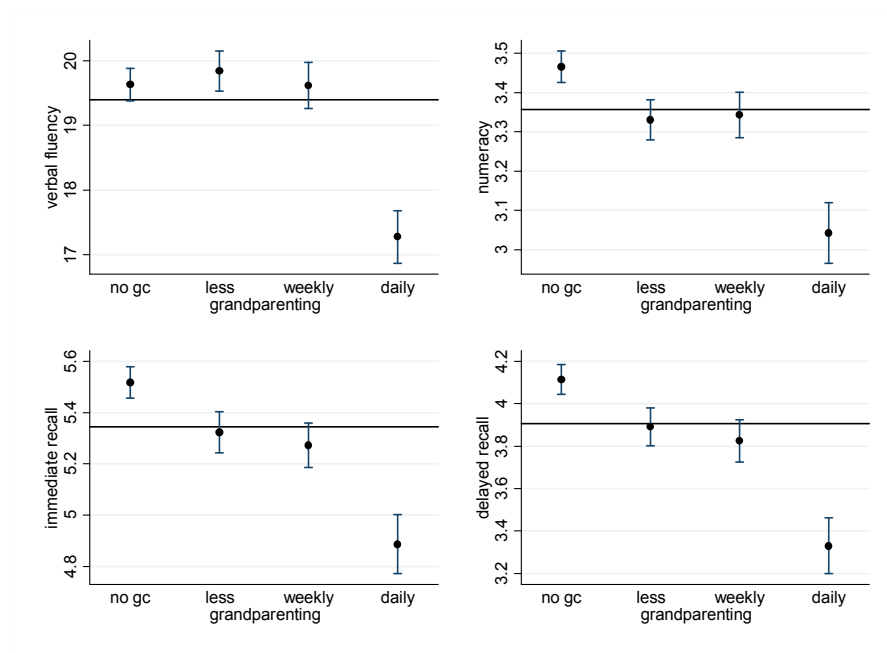 verbal fluency
20
19
18
17
no gc less weekly daily
grandparenting
numeracy
3.5
3.4
3.3
3.2
3.1
3
no gc less weekly daily
grandparenting
immediate recall
5.6
5.4
5.2
5
4.8
no gc less weekly daily
grandparenting
delayed recall
4.2
4
3.8
3.6
3.4
3.2
no gc less weekly daily
grandparenting